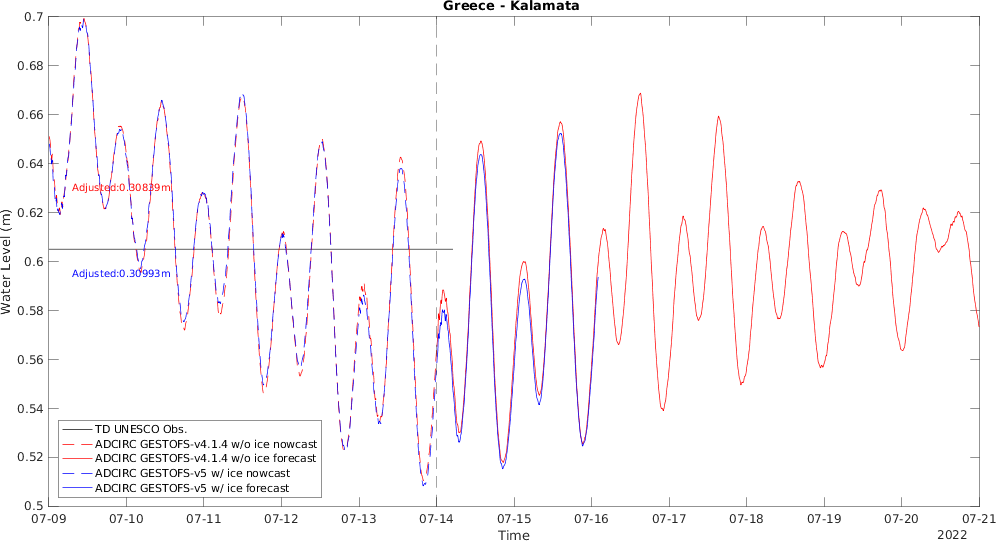 Greece - Kalamata
0.7
0.68
0.66
0.64
0.62
0.6
0.58
0.56
0.54
0.52
0.5
Water Level (m)
Adjusted:0.30839m
Adjusted:0.30993m
TD UNESCO Obs.
ADCIRC GESTOFS-v4.1.4 w/o ice nowcast
ADCIRC GESTOFS-v4.1.4 w/o ice forecast
ADCIRC GESTOFS-v5 w/ ice nowcast
ADCIRC GESTOFS-v5 w/ ice forecast
07-09 07-10 07-11 07-12 07-13 07-14 07-15 07-16 07-17 07-18 07-19 07-20 07-21
Time
2022